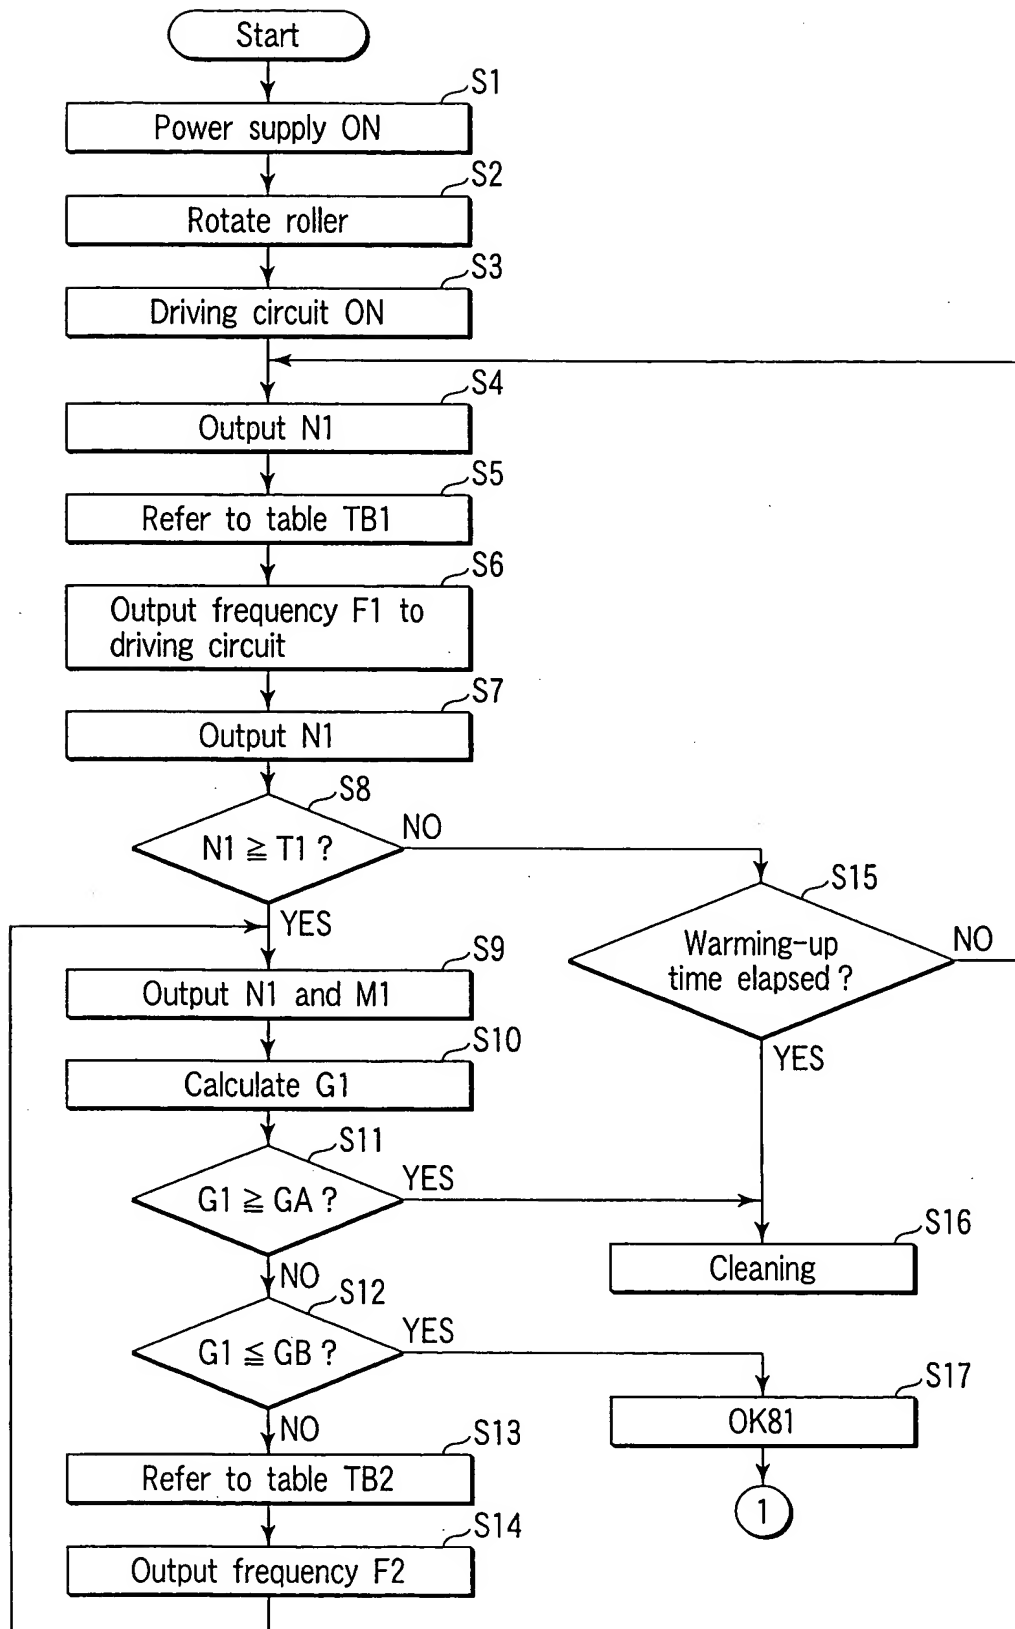 Start
S1
Power supply ON
S2
Rotate roller
S3
Driving circuit ON
S4
Output N1
S5
Refer to table TB1
S6
Output frequency F1 to
driving circuit
S7
Output N1
S8
N1 ≧ T1 ?
NO
YES
S15
Warming-up
time elapsed ?
NO
YES
S9
Output N1 and M1
S10
Calculate G1
S11
G1 ≧ GA ?
YES
NO
S16
Cleaning
S12
G1 ≦ GB ?
YES
NO
S17
OK81
1
S13
Refer to table TB2
S14
Output frequency F2